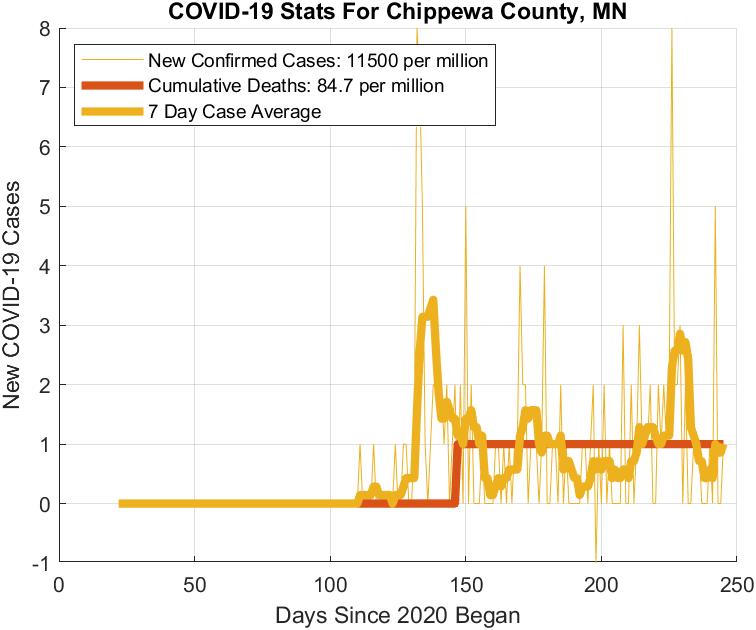 COVID-19 Stats For Chippewa County, MN
New Confirmed Cases: 11500 per million
Cumulative Deaths: 84.7 per million
7 Day Case Average
New COVID-19 Cases
8
7
6
5
4
3
2
1
0
-1
0 50 100 150 200 250
Days Since 2020 Began